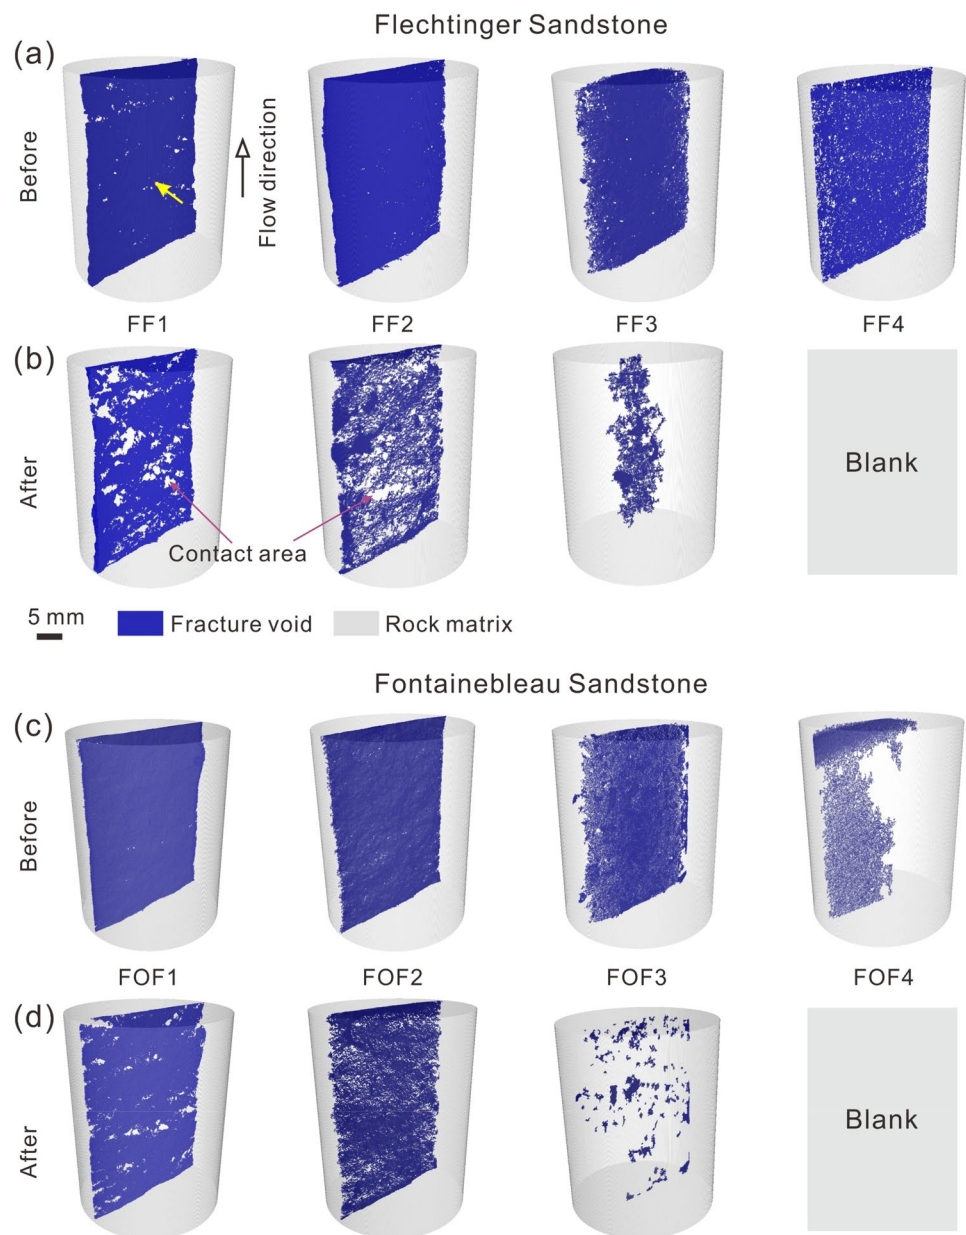 Flechtinger Sandstone
(a)
Before
Flow direction
FF1 FF2 FF3 FF4
(b)
After
Contact area
Blank
5 mm Fracture void Rock matrix
Fontainebleau Sandstone
(c)
Before
FOF1 FOF2 FOF3 FOF4
(d)
After
Blank